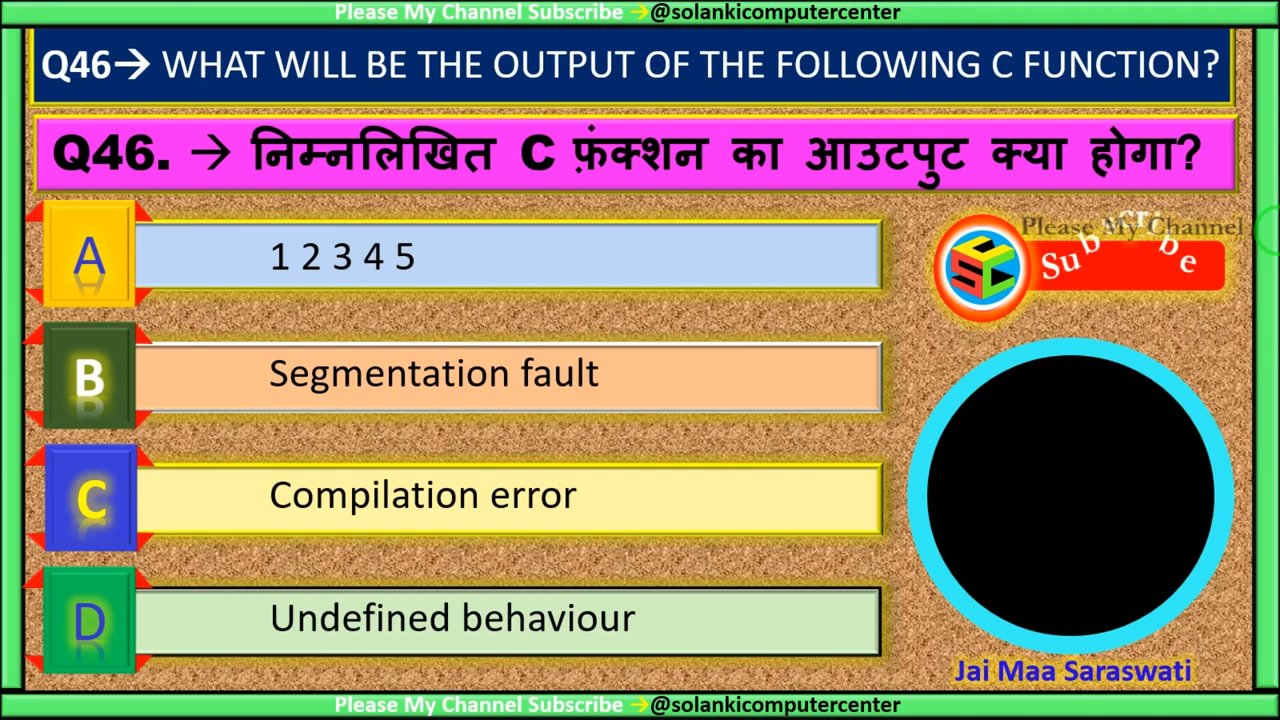 Please My Channel Subscribe →@solankicomputercenter
Q46→ WHAT WILL BE THE OUTPUT OF THE FOLLOWING C FUNCTION?
Q46. → निम्नलिखित C फ़ंक्शन का आउटपुट क्या होगा?
A 1 2 3 4 5
Please My Channel
Subscribe
SCC
B Segmentation fault
C Compilation error
D Undefined behaviour
Jai Maa Saraswati
Please My Channel Subscribe →@solankicomputercenter